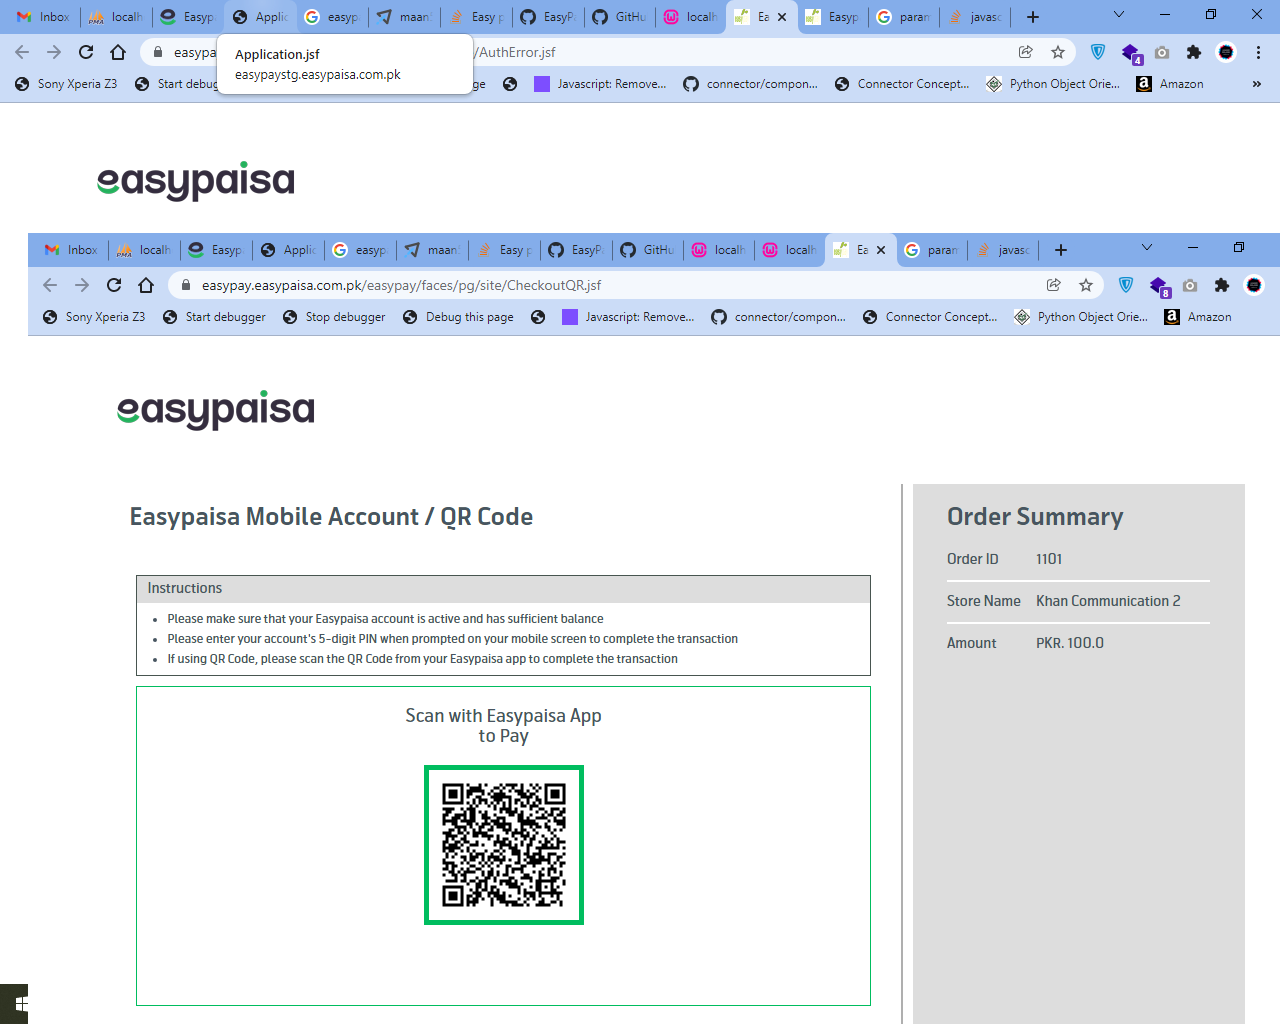 Inbox
localh
Easyp
Applic
easyp
maan
Easy p
EasyP
GitHu
localh
Ea
Easyp
param
javasc
easypa
/AuthError.jsf
Application.jsf
easypaystg.easypaisa.com.pk
4
Sony Xperia Z3
Start debug
ge
Javascript: Remove...
connector/compon...
Connector Concept...
Python Object Orie...
Amazon
»
easypaisa
Inbox
localh
Easyp
Applic
easyp
maan
Easy p
EasyP
GitHu
localh
localh
Ea
param
javasc
easypay.easypaisa.com.pk/easypay/faces/pg/site/CheckoutQR.jsf
8
Sony Xperia Z3
Start debugger
Stop debugger
Debug this page
Javascript: Remove...
connector/compon...
Connector Concept...
Python Object Orie...
Amazon
easypaisa
Easypaisa Mobile Account / QR Code
Instructions
• Please make sure that your Easypaisa account is active and has sufficient balance
• Please enter your account's 5-digit PIN when prompted on your mobile screen to complete the transaction
• If using QR Code, please scan the QR Code from your Easypaisa app to complete the transaction
Scan with Easypaisa App
to Pay
Order Summary
Order ID 1101
Store Name Khan Communication 2
Amount PKR. 100.0